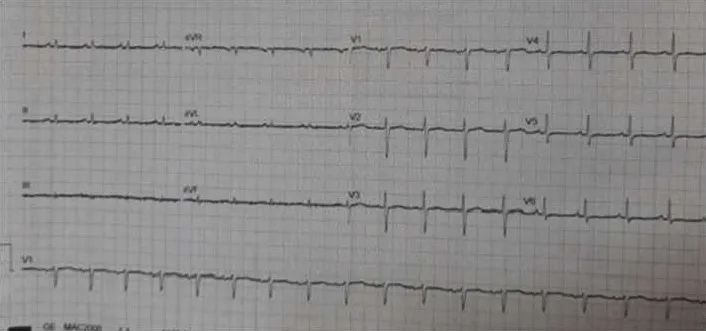 I aVR V1 V4
II aVL V2 V5
III aVF V3 V6
V1
GE MAC2000